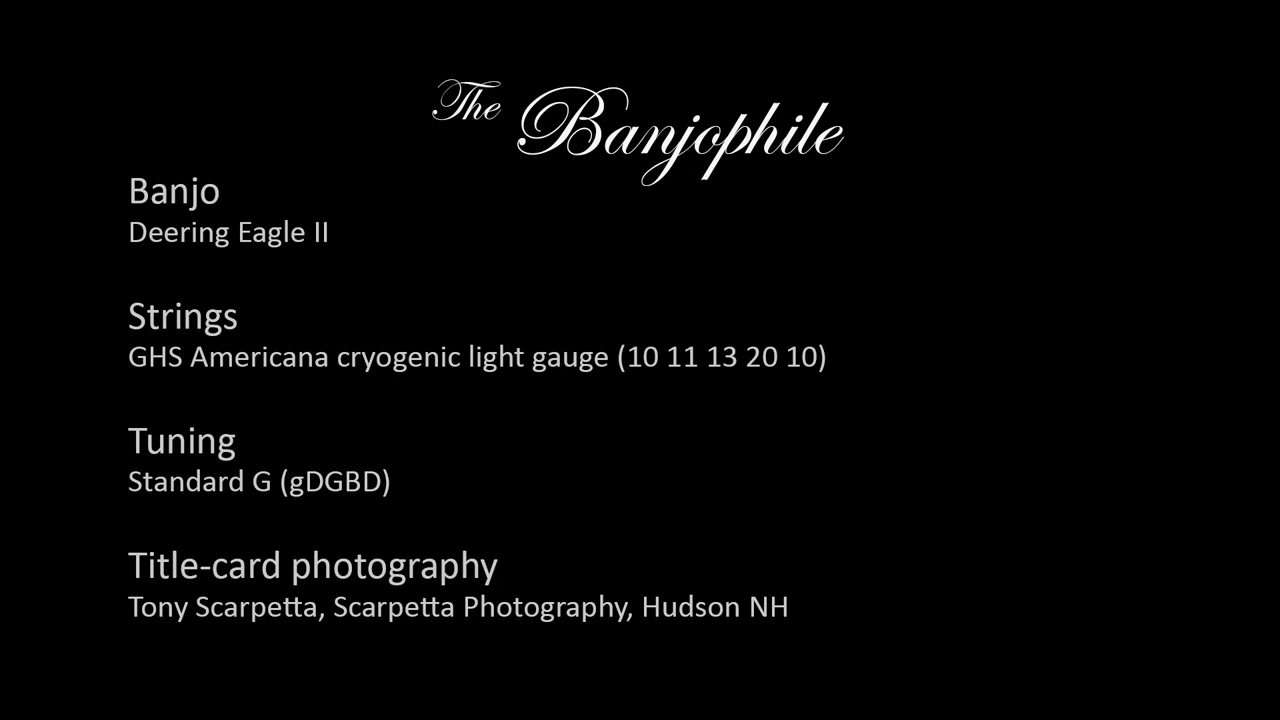 The Banjophile
Banjo
Deering Eagle II
Strings
GHS Americana cryogenic light gauge (10 11 13 20 10)
Tuning
Standard G (gDGBD)
Title-card photography
Tony Scarpetta, Scarpetta Photography, Hudson NH